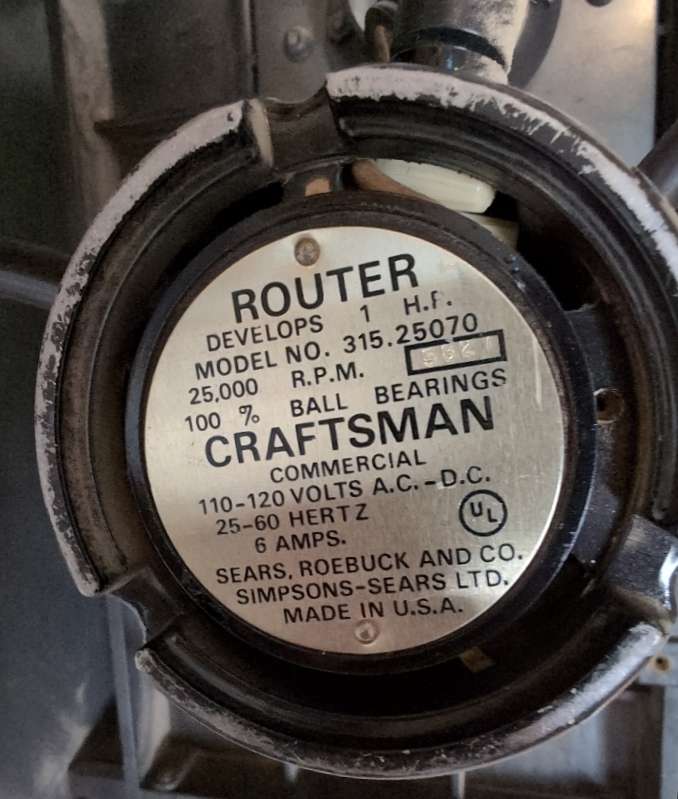 ROUTER
DEVELOPS 1 H.P.
MODEL NO. 315.25070
25,000 R.P.M.
100 % BALL BEARINGS
CRAFTSMAN
COMMERCIAL
110-120 VOLTS A.C.-D.C.
25-60 HERTZ
6 AMPS.
UL
SEARS, ROEBUCK AND CO.
SIMPSONS-SEARS LTD.
MADE IN U.S.A.